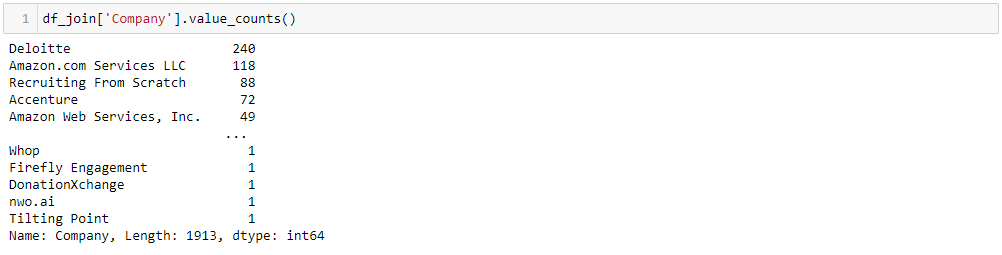 1 df_join['Company'].value_counts()
Deloitte 240
Amazon.com Services LLC 118
Recruiting From Scratch 88
Accenture 72
Amazon Web Services, Inc. 49
...
Whop 1
Firefly Engagement 1
DonationXchange 1
nwo.ai 1
Tilting Point 1
Name: Company, Length: 1913, dtype: int64